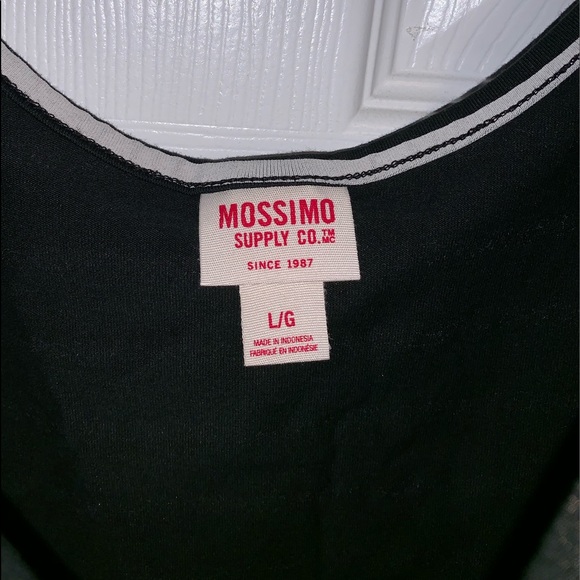 MOSSIMO
SUPPLY CO.™ MC
SINCE 1987
L/G
MADE IN INDONESIA
FABRIQUÉ EN INDONÉSIE